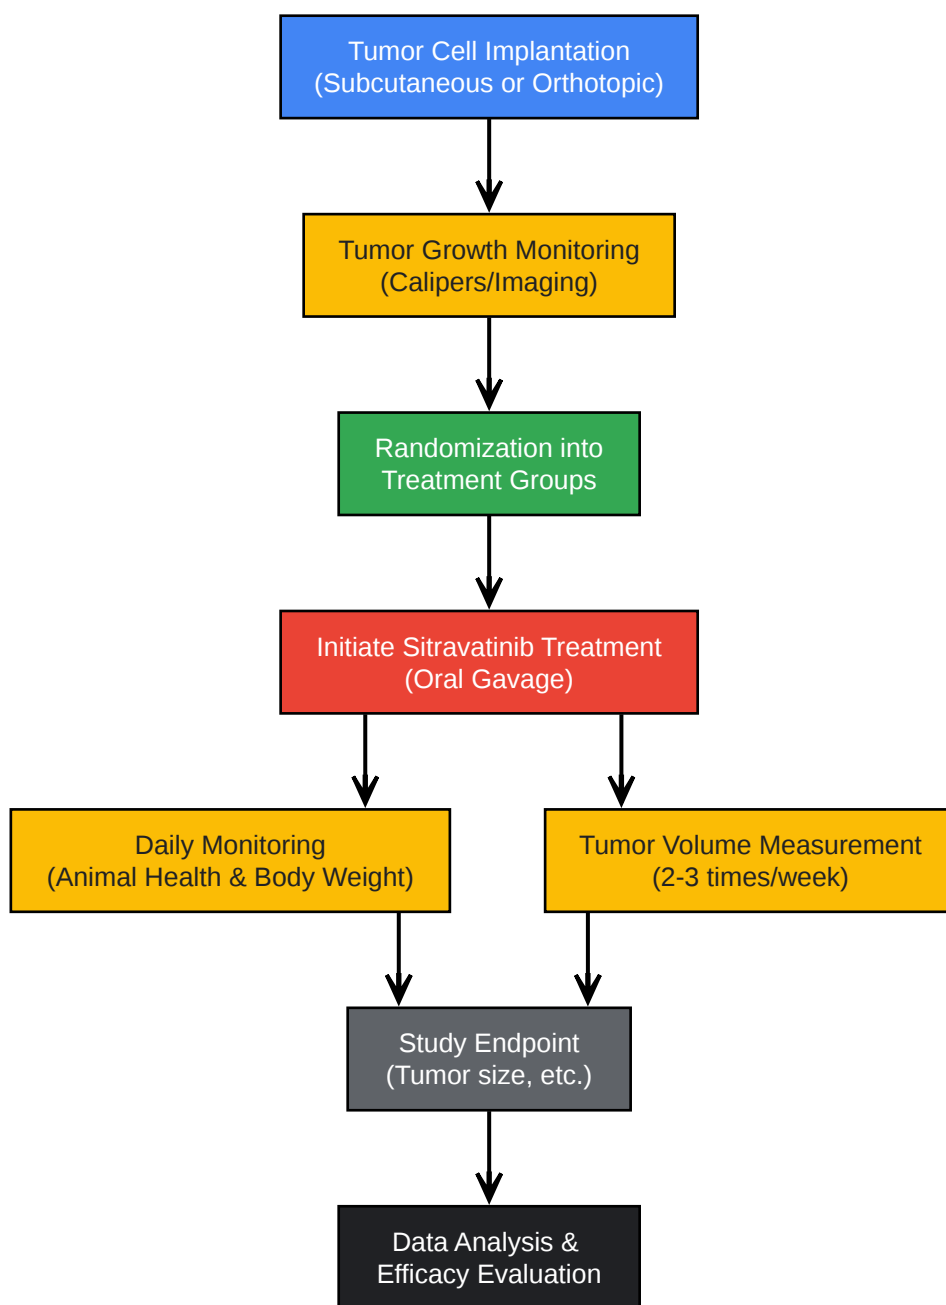 Tumor Cell Implantation
(Subcutaneous or Orthotopic)
Tumor Growth Monitoring
(Calipers/Imaging)
Randomization into
Treatment Groups
Initiate Sitravatinib Treatment
(Oral Gavage)
Daily Monitoring
(Animal Health & Body Weight)
Tumor Volume Measurement
(2-3 times/week)
Study Endpoint
(Tumor size, etc.)
Data Analysis &
Efficacy Evaluation